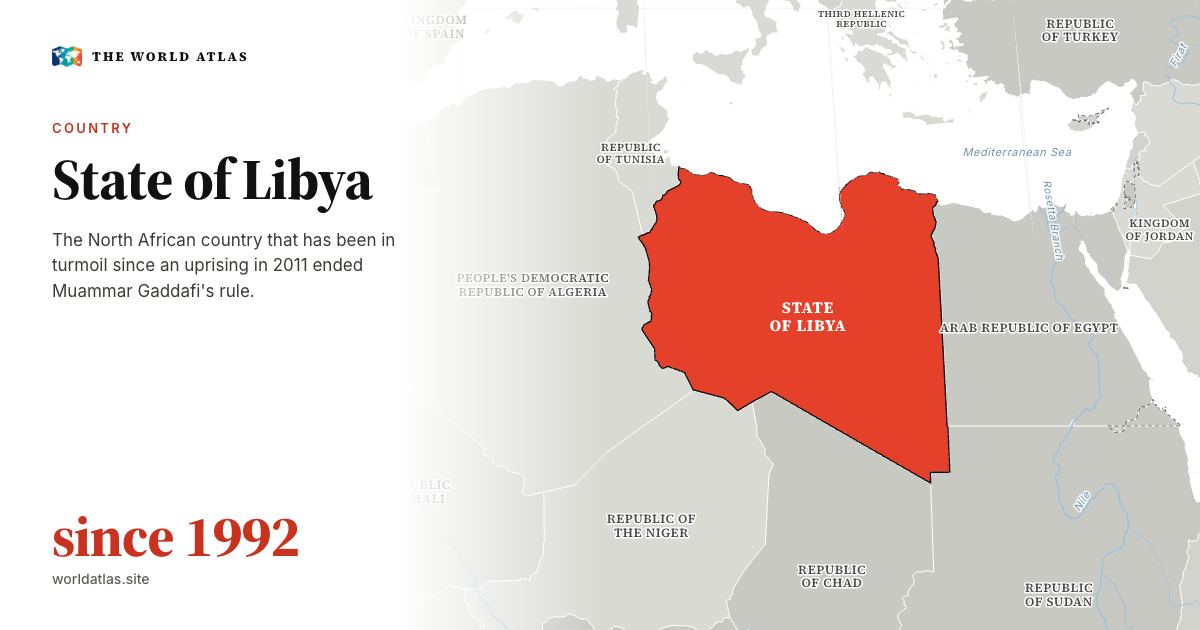 THE WORLD ATLAS
COUNTRY
State of Libya
The North African country that has been in
turmoil since an uprising in 2011 ended
Muammar Gaddafi's rule.
since 1992
worldatlas.site
KINGDOM
OF SPAIN
THIRD HELLENIC
REPUBLIC
REPUBLIC
OF TURKEY
Firat
REPUBLIC
OF TUNISIA
Mediterranean Sea
Rosetta Branch
KINGDOM
OF JORDAN
PEOPLE'S DEMOCRATIC
REPUBLIC OF ALGERIA
STATE
OF LIBYA
ARAB REPUBLIC OF EGYPT
MALI
Nile
REPUBLIC OF
THE NIGER
REPUBLIC
OF CHAD
REPUBLIC
OF SUDAN